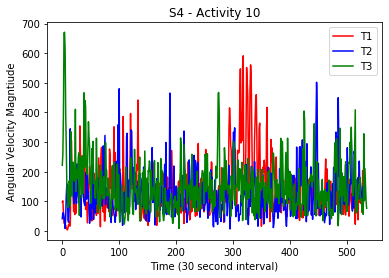 S4 - Activity 10
Angular Velocity Magntiude
700
600
500
400
300
200
100
0
T1
T2
T3
0 100 200 300 400 500
Time (30 second interval)